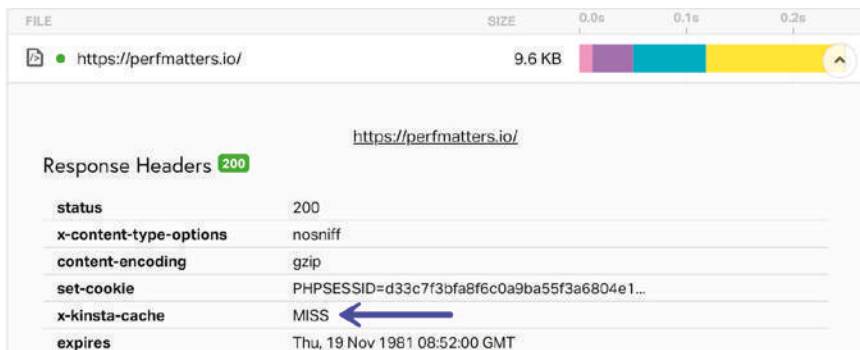 FILE SIZE 0.0s 0.1s 0.2s
https://perfmatters.io/ 9.6 KB
https://perfmatters.io/
Response Headers 200
status 200
x-content-type-options nosniff
content-encoding gzip
set-cookie PHPSESSID=d33c7f3bfa8f6c0a9ba55f3a6804e1...
x-kinsta-cache MISS
expires Thu, 19 Nov 1981 08:52:00 GMT